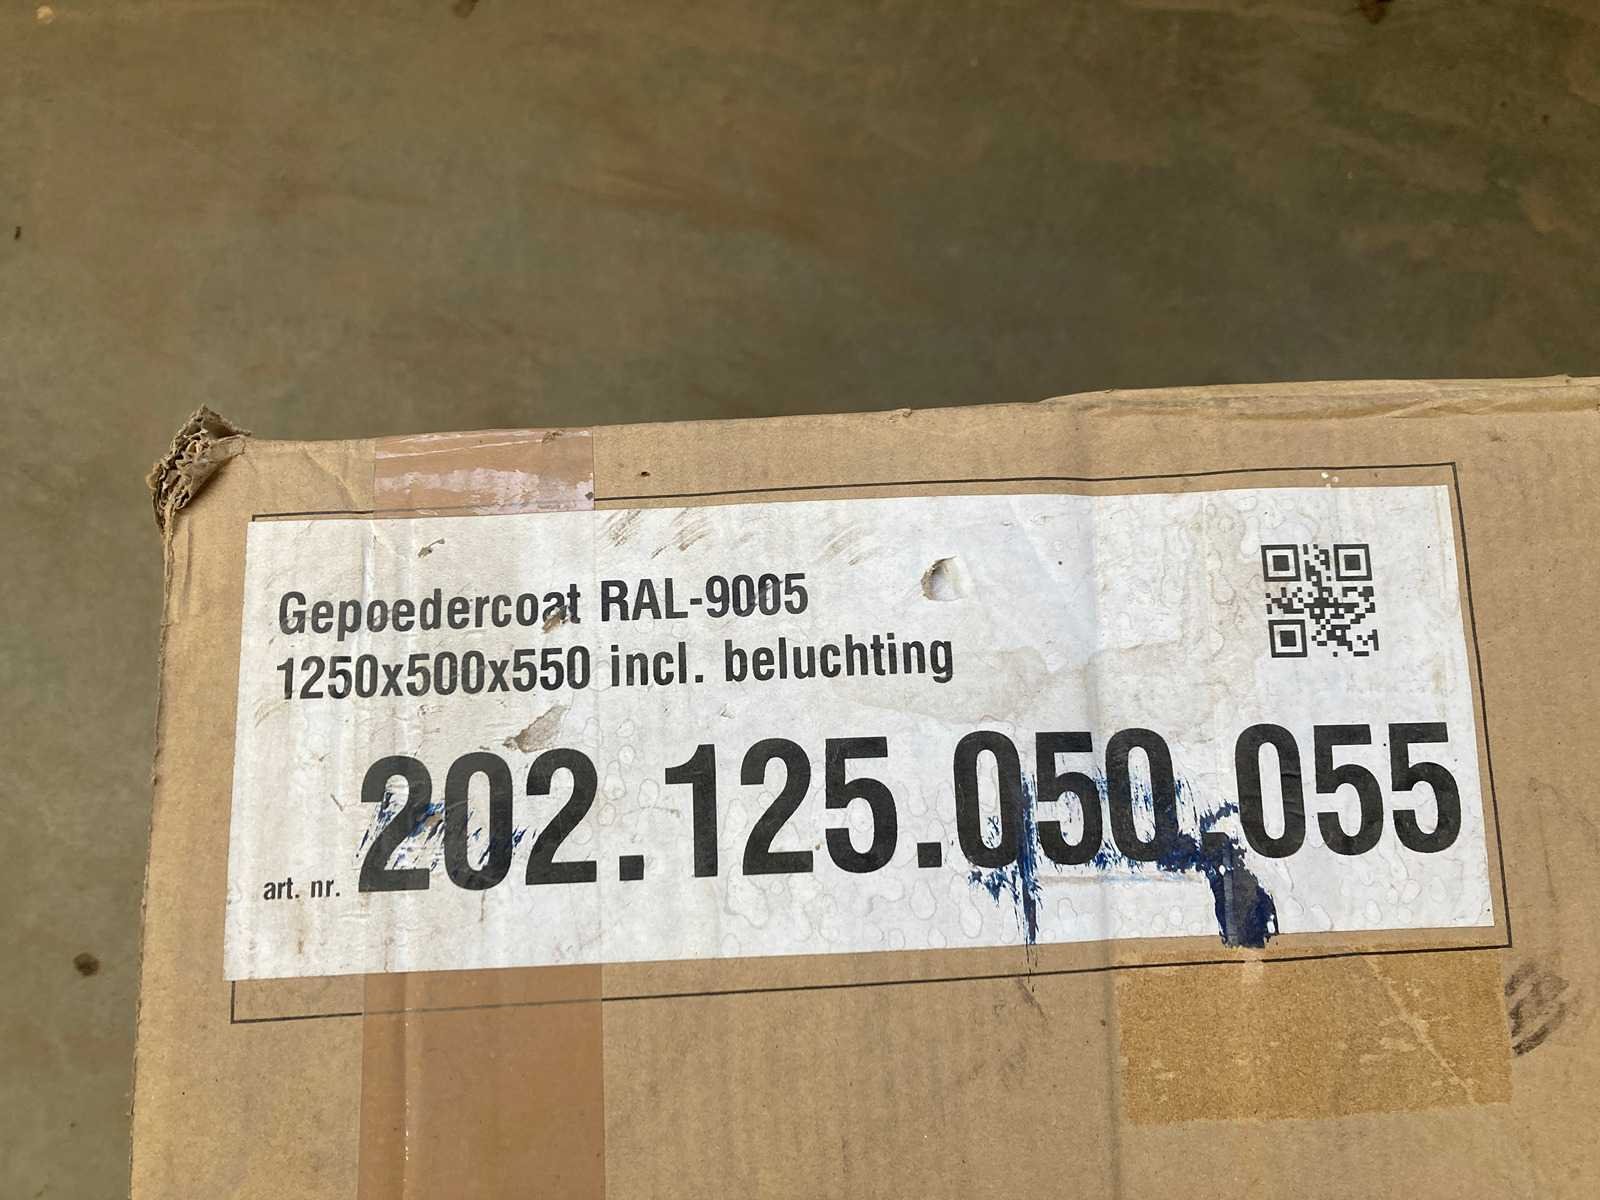 Gepoedercoat RAL-9005
1250x500x550 incl. beluchting
art. nr. 202.125.050.055